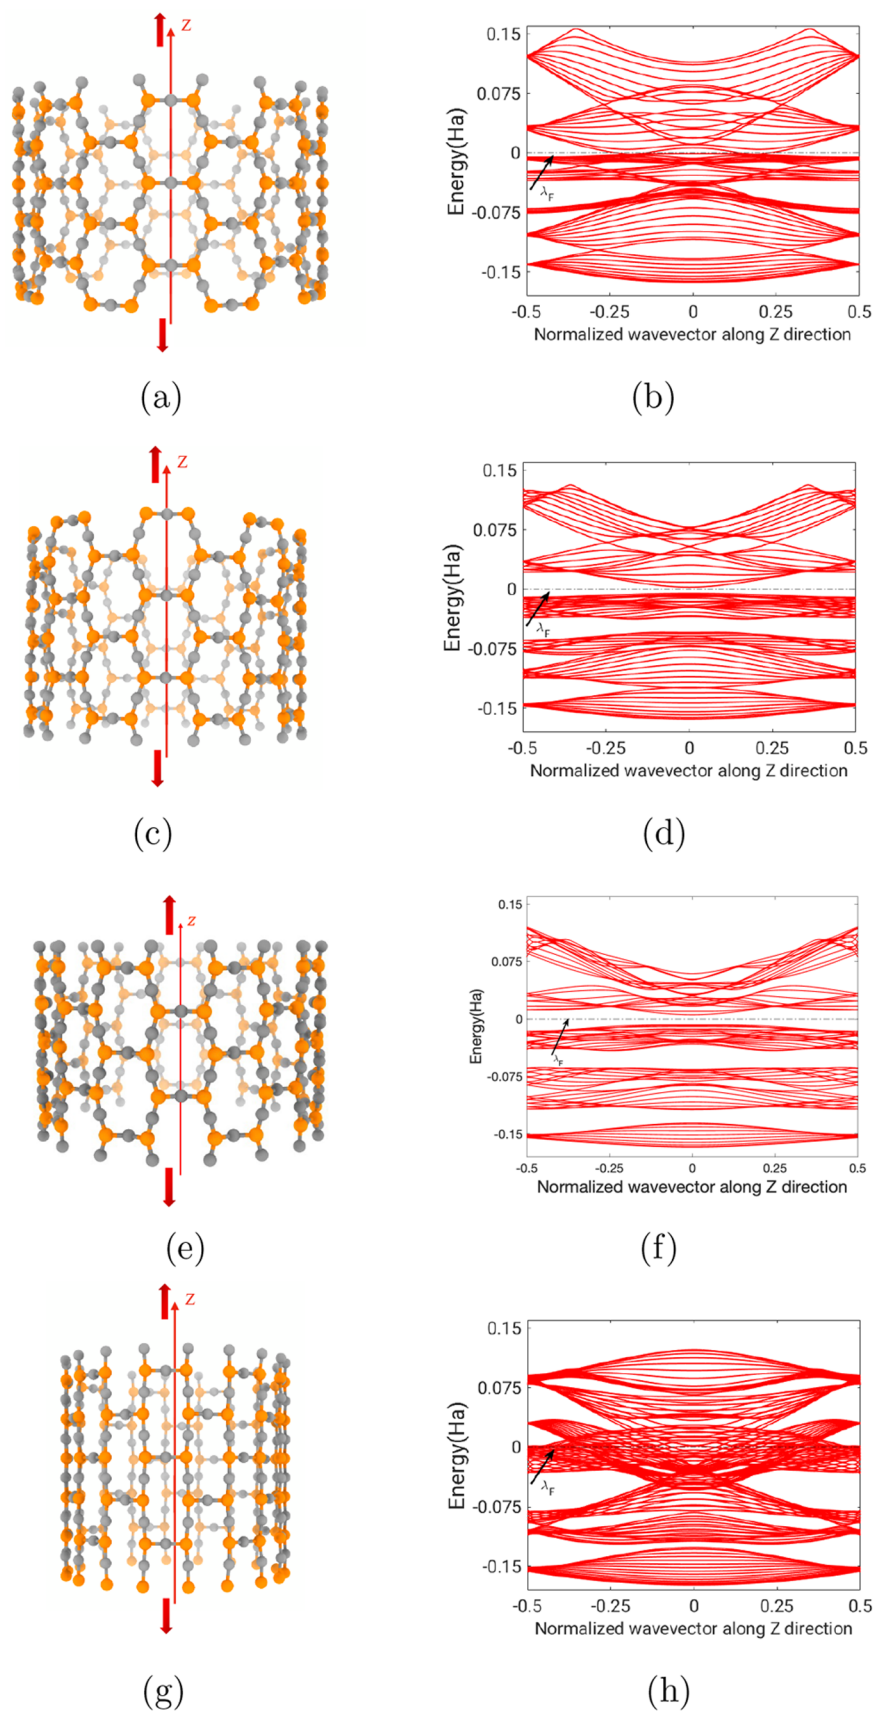 Z
0.15
0.075
0
-0.075
-0.15
Energy(Ha)
λF
-0.5 -0.25 0 0.25 0.5
Normalized wavevector along Z direction
(a) (b)
Z
0.15
0.075
0
-0.075
-0.15
Energy(Ha)
λF
-0.5 -0.25 0 0.25 0.5
Normalized wavevector along Z direction
(c) (d)
z
0.15
0.075
0
-0.075
-0.15
Energy(Ha)
λF
-0.5 -0.25 0 0.25 0.5
Normalized wavevector along Z direction
(e) (f)
Z
0.15
0.075
0
-0.075
-0.15
Energy(Ha)
λF
-0.5 -0.25 0 0.25 0.5
Normalized wavevector along Z direction
(g) (h)